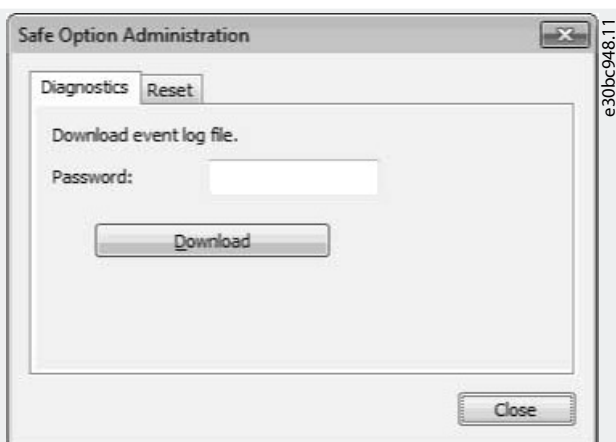 Safe Option Administration
Diagnostics
Reset
Download event log file.
Password:
Download
Close
e30bc948.11